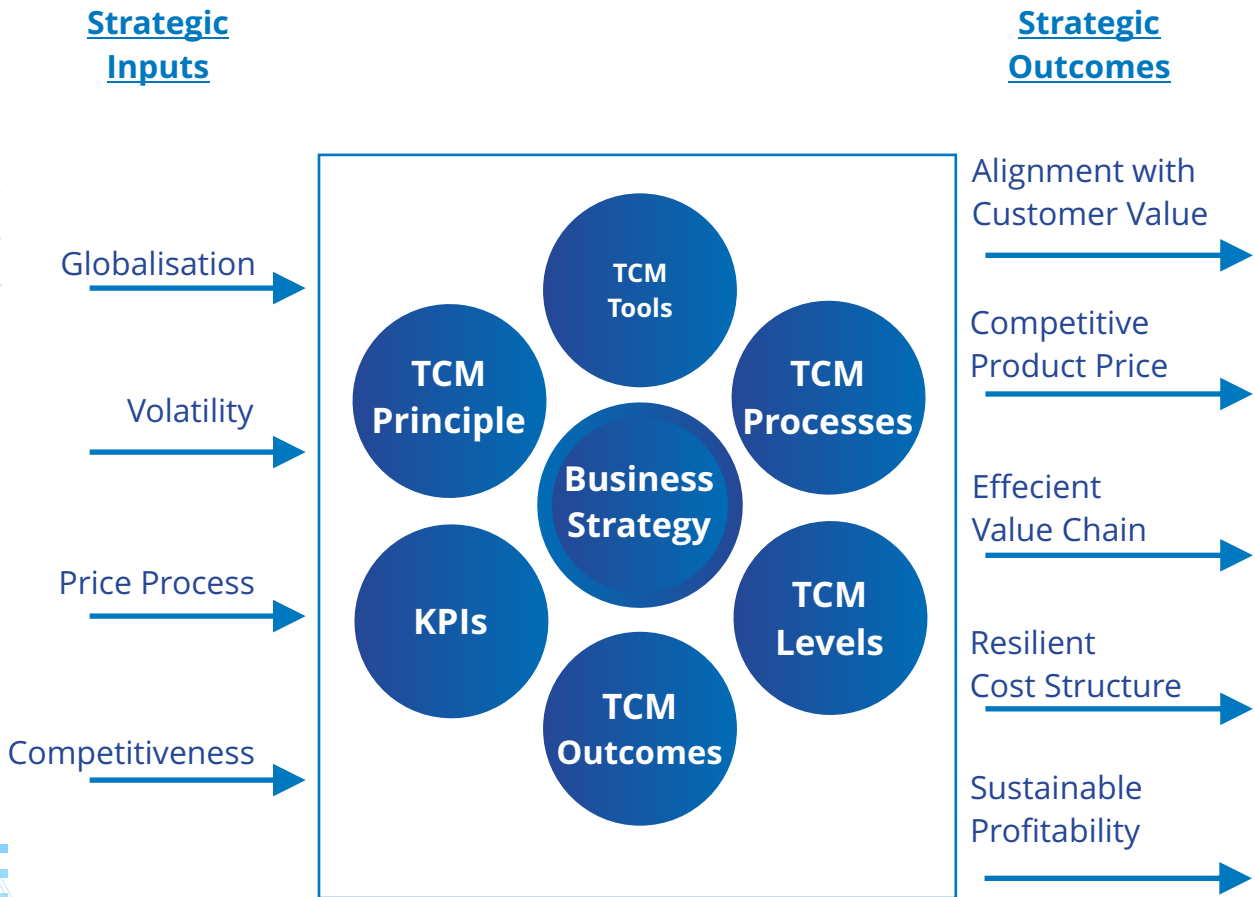 Strategic
Inputs
Strategic
Outcomes
Globalisation
Volatility
Price Process
Competitiveness
TCM
Tools
TCM
Principle
TCM
Processes
Business
Strategy
KPIs
TCM
Levels
TCM
Outcomes
Alignment with
Customer Value
Competitive
Product Price
Effecient
Value Chain
Resilient
Cost Structure
Sustainable
Profitability